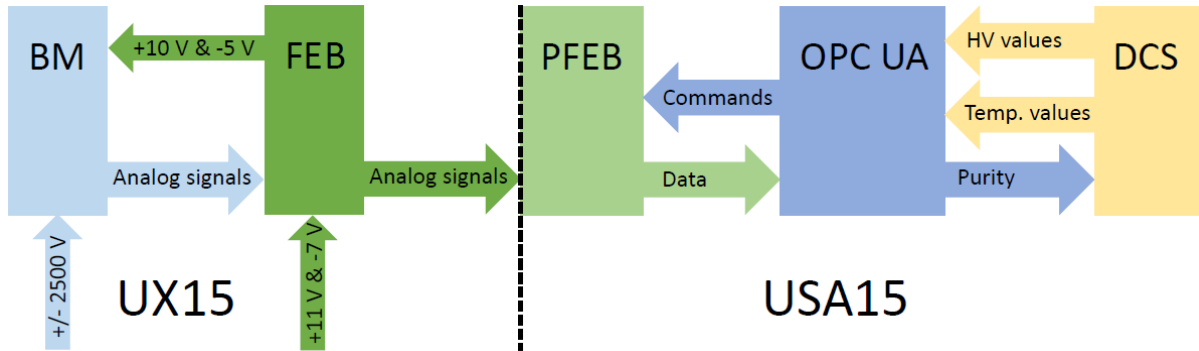 BM
+10 V & -5 V
FEB
Analog signals
Analog signals
+/- 2500 V
+11 V & -7 V
UX15
PFEB
Commands
OPC UA
HV values
DCS
Temp. values
Data
Purity
USA15